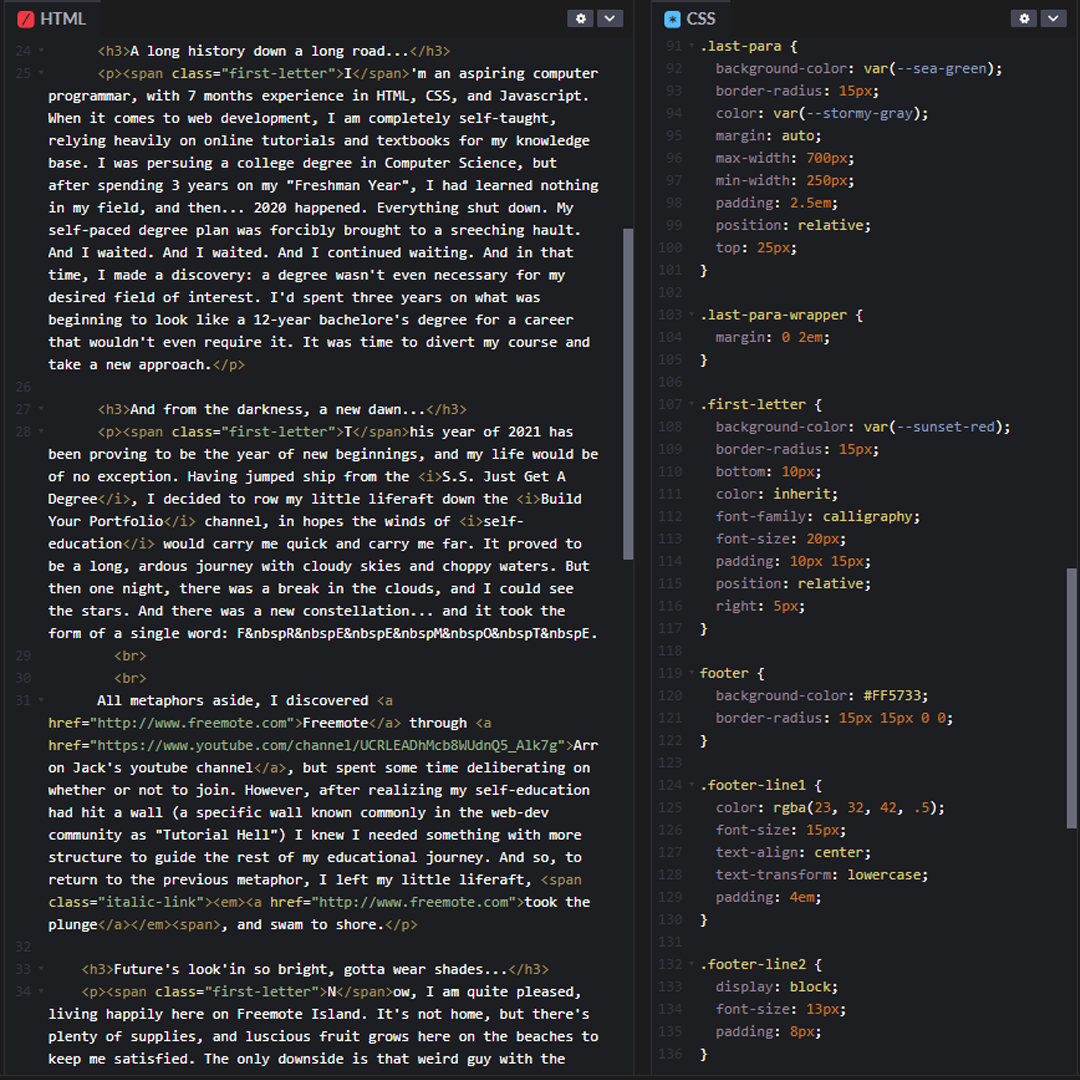 HTML
24 <h3>A long history down a long road...</h3>
25 <p><span class="first-letter">I</span>'m an aspiring computer
programmar, with 7 months experience in HTML, CSS, and Javascript.
When it comes to web development, I am completely self-taught,
relying heavily on online tutorials and textbooks for my knowledge
base. I was persuing a college degree in Computer Science, but
after spending 3 years on my "Freshman Year", I had learned nothing
in my field, and then... 2020 happened. Everything shut down. My
self-paced degree plan was forcibly brought to a sreeching hault.
And I waited. And I waited. And I continued waiting. And in that
time, I made a discovery: a degree wasn't even necessary for my
desired field of interest. I'd spent three years on what was
beginning to look like a 12-year bachelore's degree for a career
that wouldn't even require it. It was time to divert my course and
take a new approach.</p>
26
27 <h3>And from the darkness, a new dawn...</h3>
28 <p><span class="first-letter">T</span>his year of 2021 has
been proving to be the year of new beginnings, and my life would be
of no exception. Having jumped ship from the <i>S.S. Just Get A
Degree</i>, I decided to row my little liferaft down the <i>Build
Your Portfolio</i> channel, in hopes the winds of <i>self-
education</i> would carry me quick and carry me far. It proved to
be a long, ardous journey with cloudy skies and choppy waters. But
then one night, there was a break in the clouds, and I could see
the stars. And there was a new constellation... and it took the
form of a single word: F&nbspR&nbspE&nbspE&nbspM&nbspO&nbspT&nbspE.
29 <br>
30 <br>
31 All metaphors aside, I discovered <a
href="http://www.freemote.com">Freemote</a> through <a
href="https://www.youtube.com/channel/UCRLEADhMcb8WUdnQ5_Alk7g">Arr
on Jack's youtube channel</a>, but spent some time deliberating on
whether or not to join. However, after realizing my self-education
had hit a wall (a specific wall known commonly in the web-dev
community as "Tutorial Hell") I knew I needed something with more
structure to guide the rest of my educational journey. And so, to
return to the previous metaphor, I left my little liferaft, <span
class="italic-link"><em><a href="http://www.freemote.com">took the
plunge</a></em><span>, and swam to shore.</p>
32
33 <h3>Future's look'in so bright, gotta wear shades...</h3>
34 <p><span class="first-letter">N</span>ow, I am quite pleased,
living happily here on Freemote Island. It's not home, but there's
plenty of supplies, and luscious fruit grows here on the beaches to
keep me satisfied. The only downside is that weird guy with the
CSS
91 .last-para {
92 background-color: var(--sea-green);
93 border-radius: 15px;
94 color: var(--stormy-gray);
95 margin: auto;
96 max-width: 700px;
97 min-width: 250px;
98 padding: 2.5em;
99 position: relative;
100 top: 25px;
101 }
102
103 .last-para-wrapper {
104 margin: 0 2em;
105 }
106
107 .first-letter {
108 background-color: var(--sunset-red);
109 border-radius: 15px;
110 bottom: 10px;
111 color: inherit;
112 font-family: calligraphy;
113 font-size: 20px;
114 padding: 10px 15px;
115 position: relative;
116 right: 5px;
117 }
118
119 footer {
120 background-color: #FF5733;
121 border-radius: 15px 15px 0 0;
122 }
123
124 .footer-line1 {
125 color: rgba(23, 32, 42, .5);
126 font-size: 15px;
127 text-align: center;
128 text-transform: lowercase;
129 padding: 4em;
130 }
131
132 .footer-line2 {
133 display: block;
134 font-size: 13px;
135 padding: 8px;
136 }